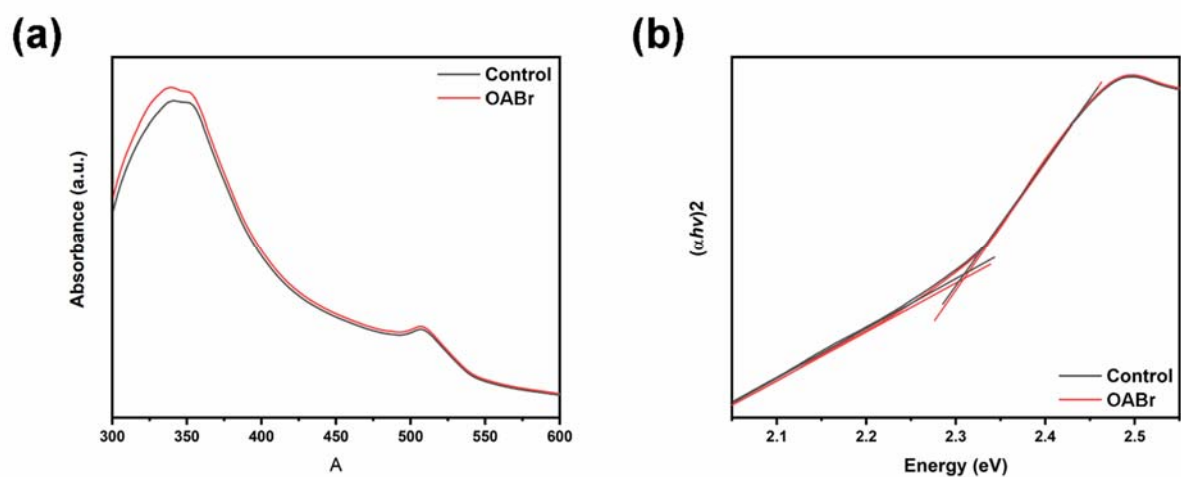 (a)
Control
OABr
Absorbance (a.u.)
300 350 400 450 500 550 600
A
(b)
(αhν)2
Control
OABr
2.1 2.2 2.3 2.4 2.5
Energy (eV)